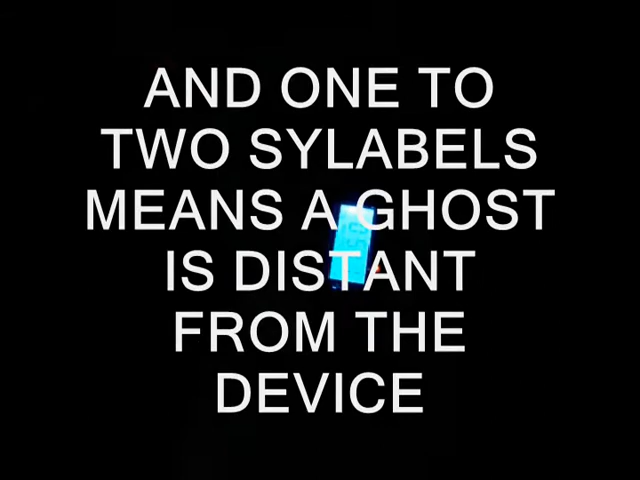 AND ONE TO
TWO SYLABELS
MEANS A GHOST
IS DISTANT
FROM THE
DEVICE